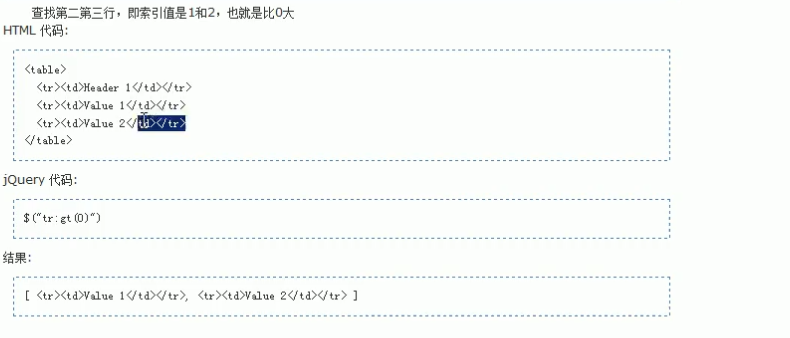 查找第二第三行，即索引值是1和2，也就是比0大
HTML 代码:
<table>
  <tr><td>Header 1</td></tr>
  <tr><td>Value 1</td></tr>
  <tr><td>Value 2</td></tr>
</table>
jQuery 代码:
$("tr:gt(0)")
结果:
[ <tr><td>Value 1</td></tr>, <tr><td>Value 2</td></tr> ]